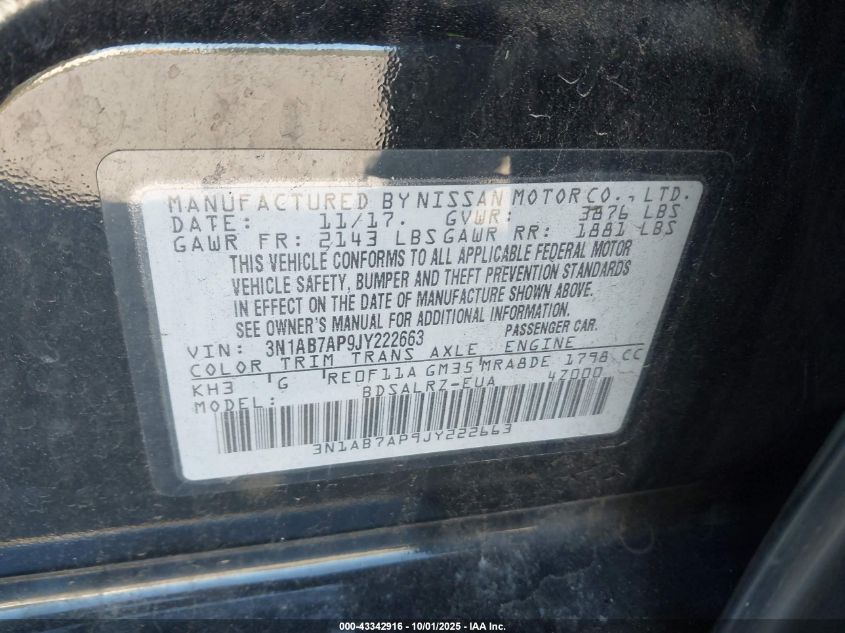 MANUFACTURED BY NISSAN MOTOR CO., LTD.
DATE: 11/17. GVWR: 3876 LBS
GAWR FR: 2143 LBS GAWR RR: 1881 LBS
THIS VEHICLE CONFORMS TO ALL APPLICABLE FEDERAL MOTOR
VEHICLE SAFETY, BUMPER AND THEFT PREVENTION STANDARDS
IN EFFECT ON THE DATE OF MANUFACTURE SHOWN ABOVE.
SEE OWNER'S MANUAL FOR ADDITIONAL INFORMATION.
VIN: 3N1AB7AP9JY222663 PASSENGER CAR.
COLOR TRIM TRANS AXLE ENGINE
KH3 G RE0F11A GM35 MRA8DE 1798 CC
MODEL: BDSALRZ-EUA 4Z000
3N1AB7AP9JY222663
000-43342916 - 10/01/2025 - IAA Inc.